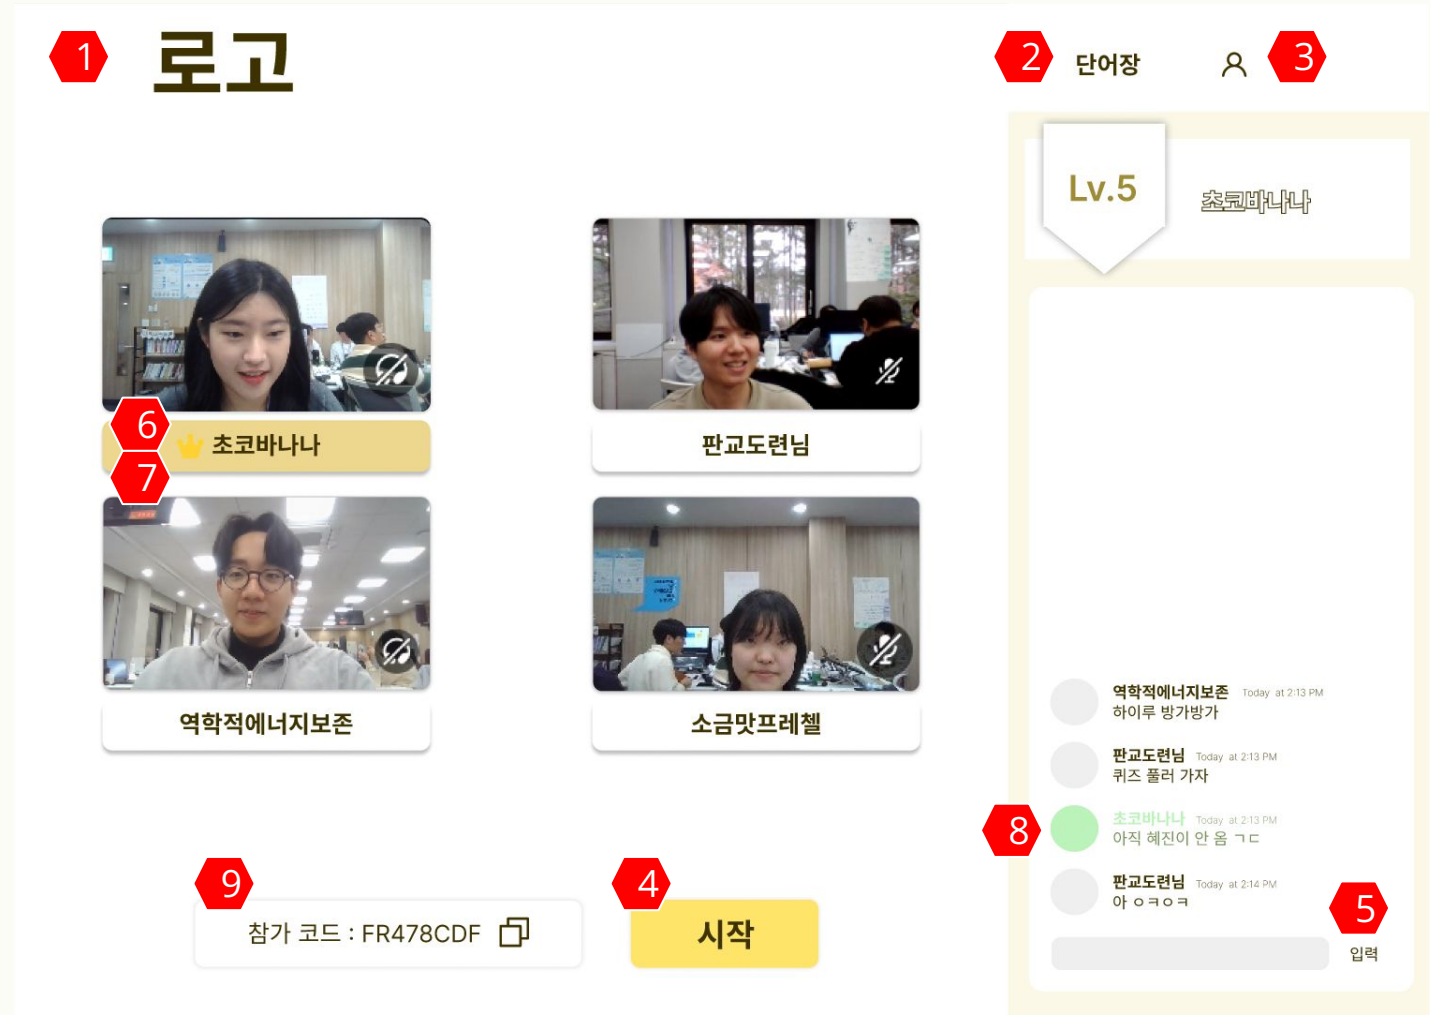 1
로고
2
단어장
3
Lv.5
초코바나나
6
초코바나나
판교도련님
7
역학적에너지보존
소금맛프레첼
역학적에너지보존 Today at 2:13 PM
하이루 방가방가
판교도련님 Today at 2:13 PM
퀴즈 풀러 가자
8
초코바나나 Today at 2:13 PM
아직 혜진이 안 옴 ㄱㄷ
판교도련님 Today at 2:14 PM
아 ㅇㅋㅇㅋ
9
참가 코드 : FR478CDF
4
시작
5
입력